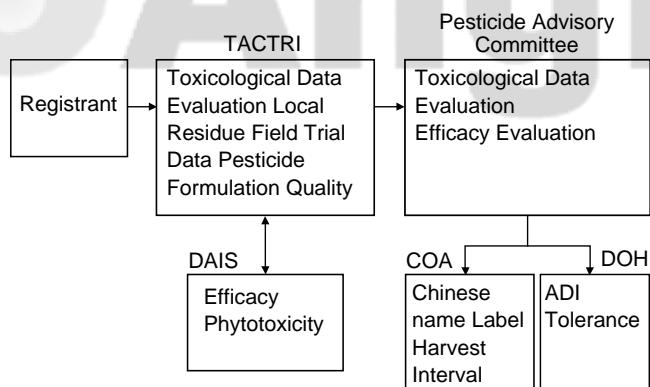 TACTRI
Pesticide Advisory
Committee
Registrant
Toxicological Data
Evaluation Local
Residue Field Trial
Data Pesticide
Formulation Quality
Toxicological Data
Evaluation
Efficacy Evaluation
DAIS
Efficacy
Phytotoxicity
COA
Chinese
name Label
Harvest
Interval
DOH
ADI
Tolerance